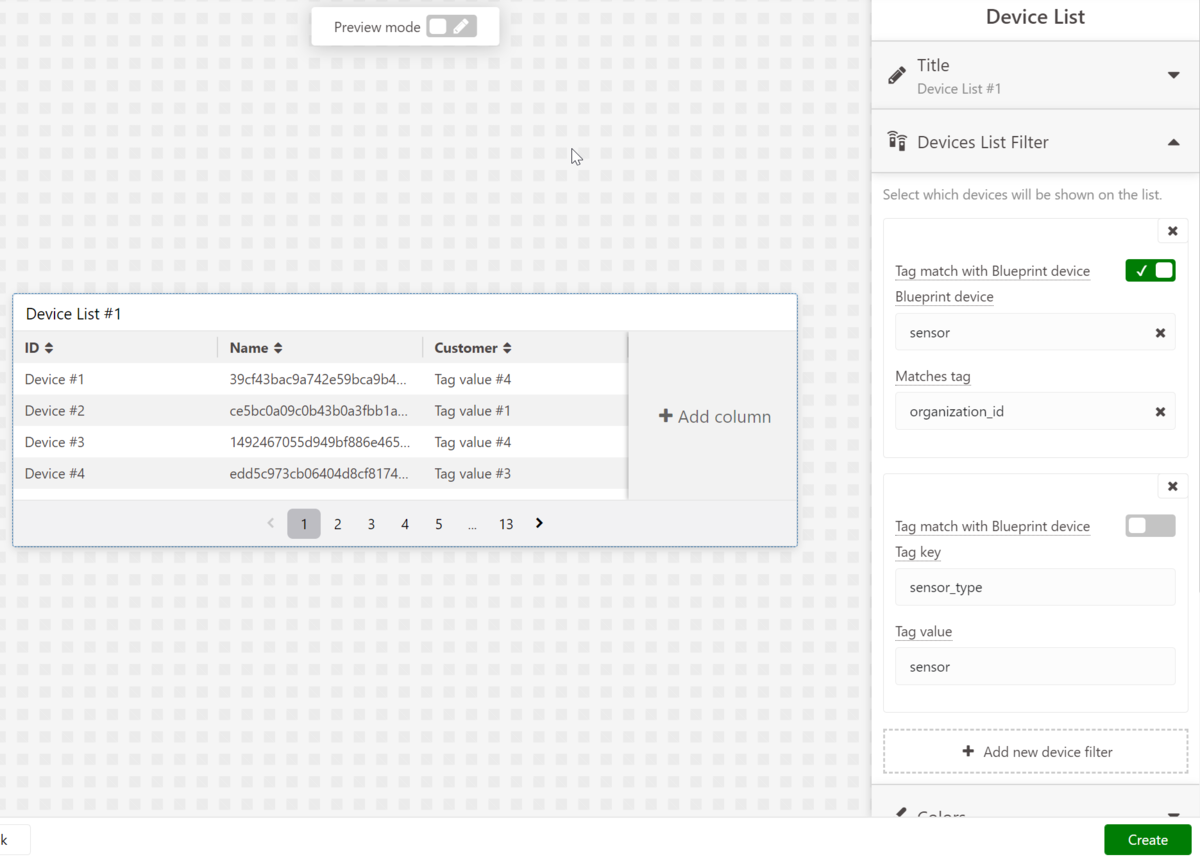 Preview mode
Device List #1
ID Name Customer
Device #1 39cf43bac9a742e59bca9b4... Tag value #4
Device #2 ce5bc0a09c0b43b0a3fbb1a... Tag value #1
Device #3 1492467055d949bf886e465... Tag value #4
Device #4 edd5c973cb06404d8cf8174... Tag value #3
+ Add column
1 2 3 4 5 ... 13
Device List
Title
Device List #1
Devices List Filter
Select which devices will be shown on the list.
Tag match with Blueprint device
Blueprint device
sensor
Matches tag
organization_id
Tag match with Blueprint device
Tag key
sensor_type
Tag value
sensor
+ Add new device filter
Colors
k
Create